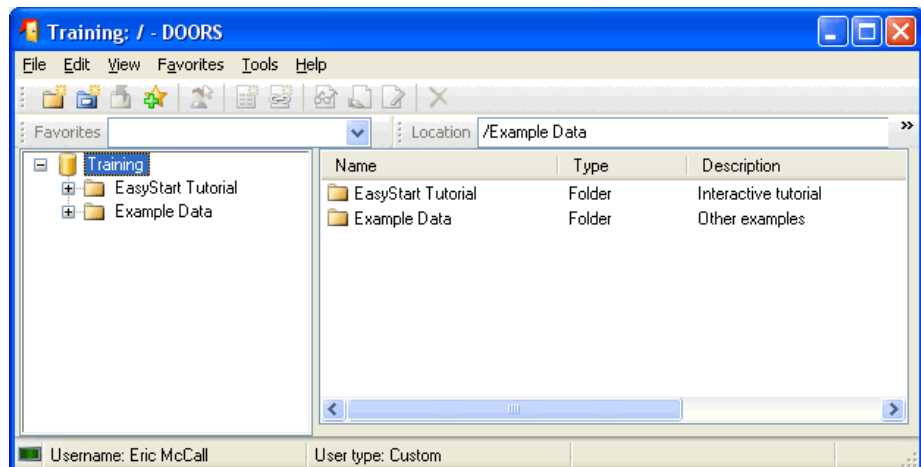 Training: / - DOORS
File Edit View Favorites Tools Help
Favorites Location /Example Data »
Training
EasyStart Tutorial
Example Data
Name Type Description
EasyStart Tutorial Folder Interactive tutorial
Example Data Folder Other examples
Username: Eric McCall User type: Custom